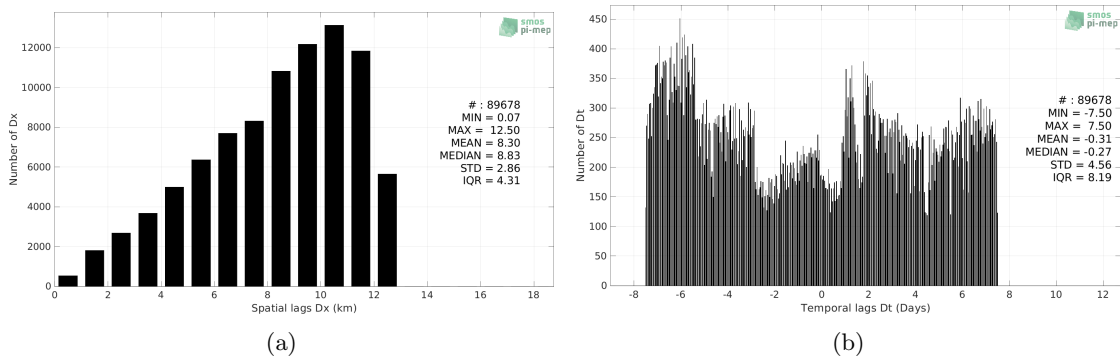 smos
pi-mep
12000
10000
8000
6000
4000
2000
0
Number of Dx
# : 89678
MIN = 0.07
MAX = 12.50
MEAN = 8.30
MEDIAN = 8.83
STD = 2.86
IQR = 4.31
0 2 4 6 8 10 12 14 16 18
Spatial lags Dx (km)
(a)
smos
pi-mep
450
400
350
300
250
200
150
100
50
0
Number of Dt
# : 89678
MIN = -7.50
MAX = 7.50
MEAN = -0.31
MEDIAN = -0.27
STD = 4.56
IQR = 8.19
-8 -6 -4 -2 0 2 4 6 8 10 12
Temporal lags Dt (Days)
(b)